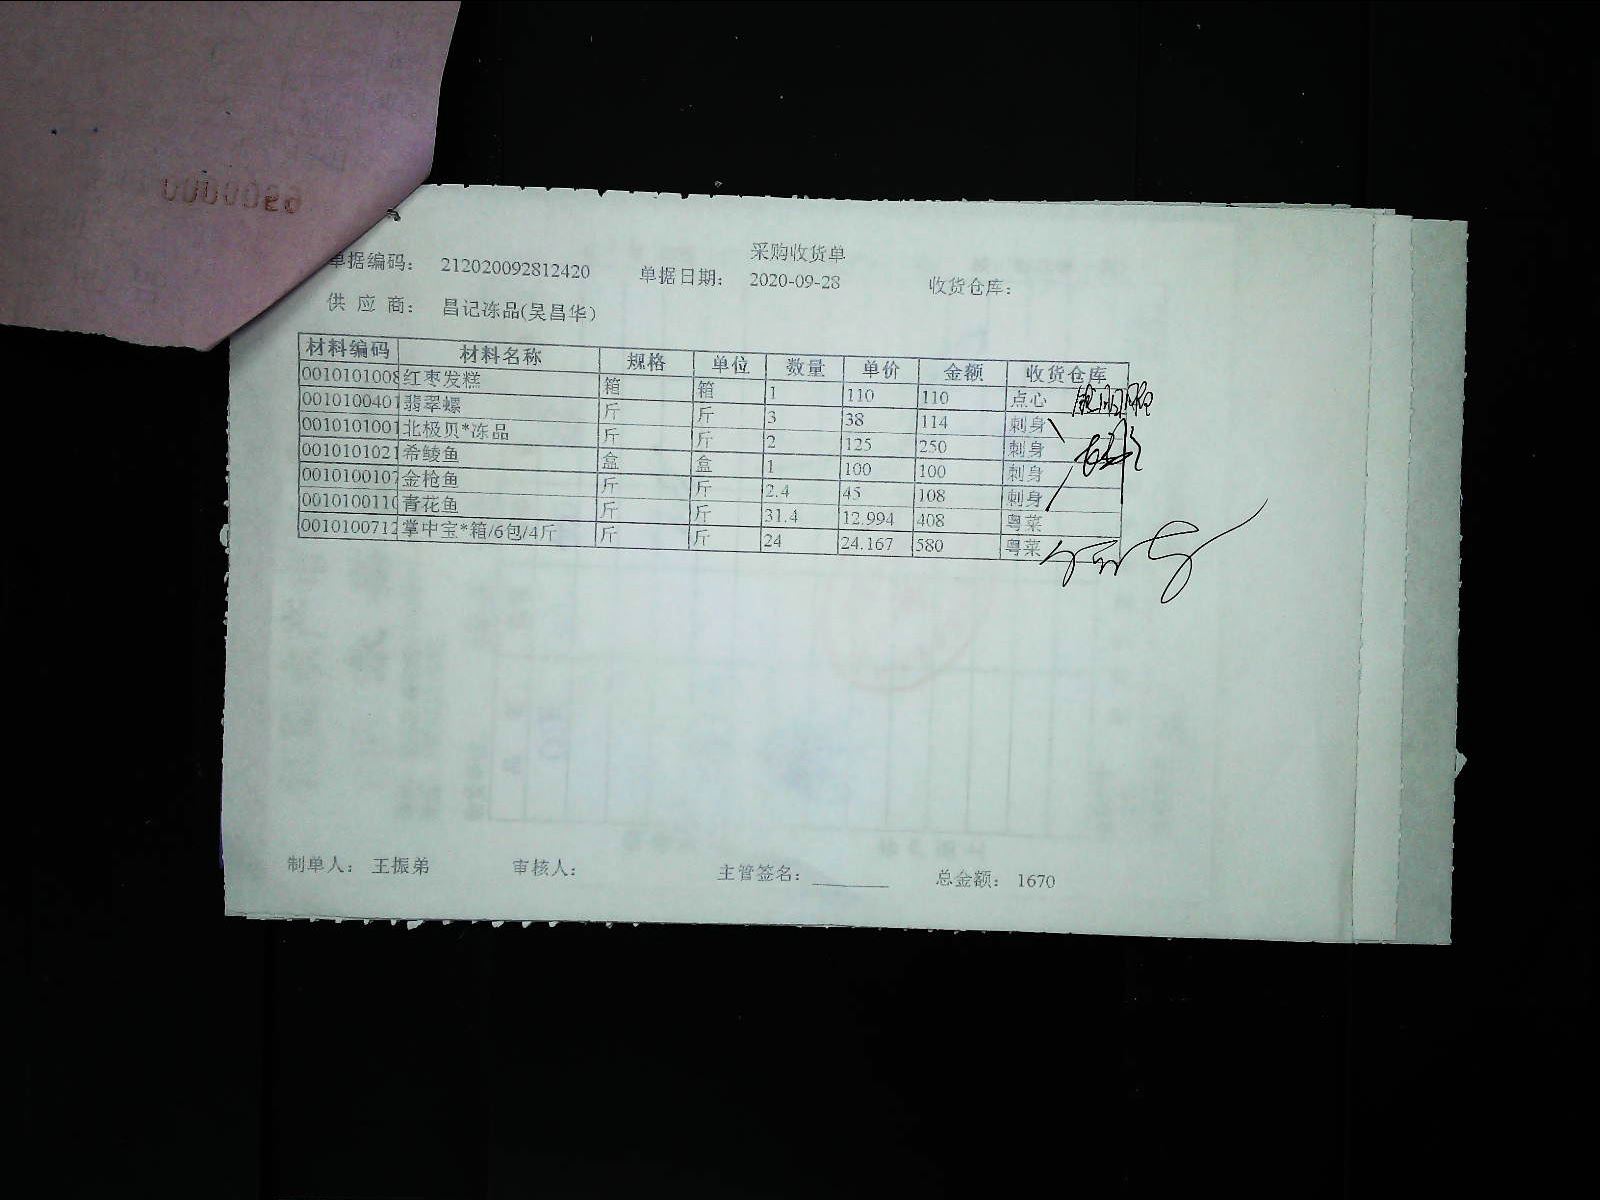 采购收货单
单据编码： 212020092812420 单据日期： 2020-09-28 收货仓库：
供 应 商： 昌记冻品(吴昌华)
材料编码 材料名称 规格 单位 数量 单价 金额 收货仓库
0010101008 红枣发糕 箱 箱 1 110 110 点心
0010100401 翡翠螺 斤 斤 3 38 114 刺身
0010101001 北极贝*冻品 斤 斤 2 125 250 刺身
0010101021 希鲮鱼 盒 盒 1 100 100 刺身
0010100107 金枪鱼 斤 斤 2.4 45 108 刺身
0010100110 青花鱼 斤 斤 31.4 12.994 408 粤菜
0010100712 掌中宝*箱/6包/4斤 斤 斤 24 24.167 580 粤菜
制单人： 王振弟 审核人： 主管签名： 总金额： 1670